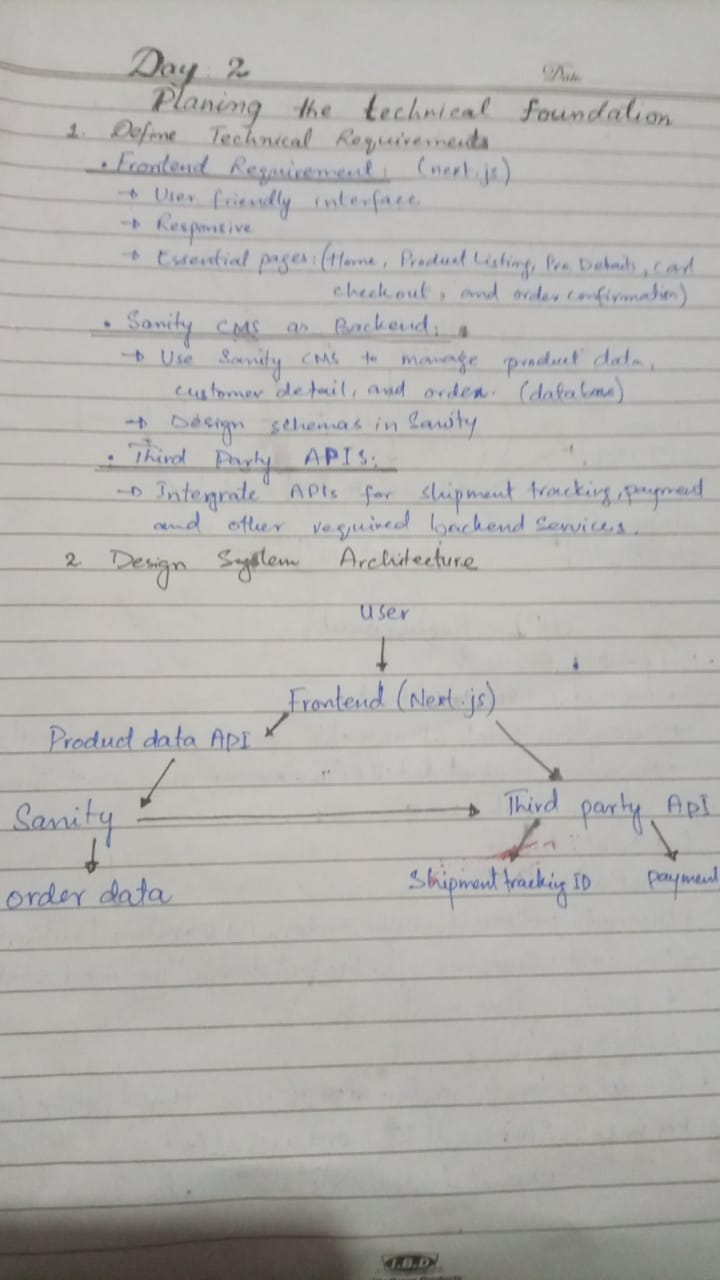 Day 2
Date
Planing the technical foundation
1. Define Technical Requirements
• Frontend Requirement: (next.js)
→ User friendly interface
→ Responsive
→ Essential pages: (Home, Product Listing, Pro. Details, cart
checkout, and order confirmation)
• Sanity CMS as Backend:
→ Use Sanity CMS to manage product data,
customer detail, and order. (database)
→ Design schemas in Sanity
• Third Party APIS:
→ Intergrate APIs for shipment tracking, payment
and other required backend services.
2. Design System Architecture
User
Frontend (Next.js)
Product data API
Sanity
Third party API
order data
Shipment tracking ID
payment